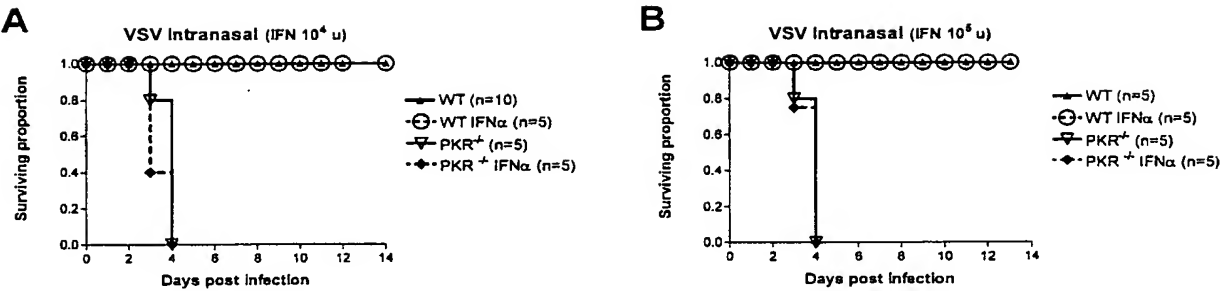 A
VSV Intranasal (IFN 10⁴ u)
Surviving proportion
1.0
0.8
0.6
0.4
0.2
0.0
0 2 4 6 8 10 12 14
Days post infection
WT (n=10)
WT IFNα (n=5)
PKR⁻/⁻ (n=5)
PKR ⁻/⁻ IFNα (n=5)
B
VSV Intranasal (IFN 10⁵ u)
Surviving proportion
1.0
0.8
0.6
0.4
0.2
0.0
0 2 4 6 8 10 12 14
Days post infection
WT (n=5)
WT IFNα (n=5)
PKR⁻/⁻ (n=5)
PKR ⁻/⁻ IFNα (n=5)